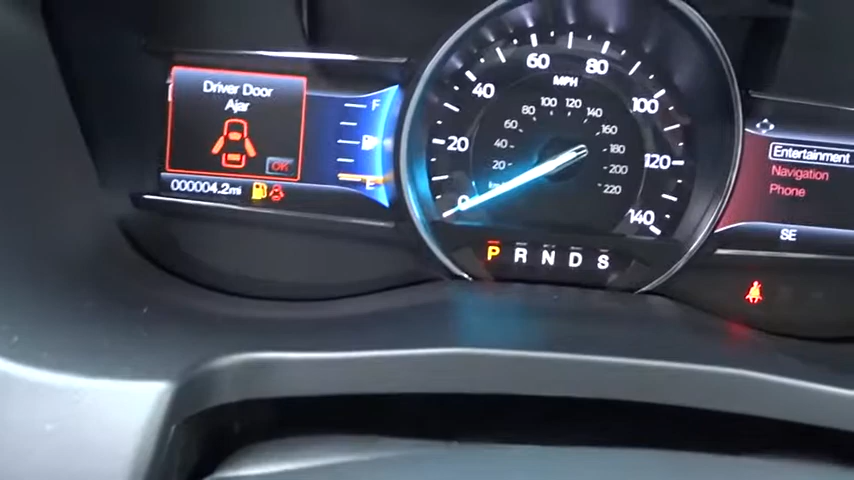 Driver Door
Ajar
OK
000004.2mi
F
E
0
20
40
60
80
100
120
140
MPH
20
40
60
80
100
120
140
160
180
200
220
P R N D S
Entertainment
Navigation
Phone
SE